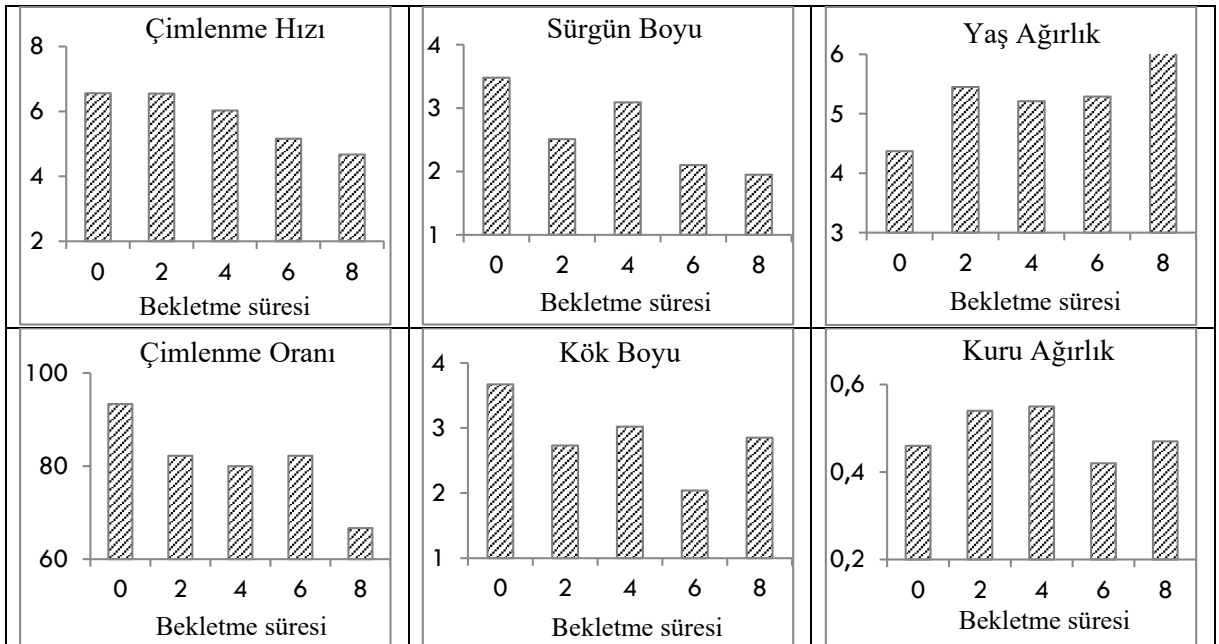 Çimlenme Hızı
8
6
4
2
0 2 4 6 8
Bekletme süresi
Sürgün Boyu
4
3
2
1
0 2 4 6 8
Bekletme süresi
Yaş Ağırlık
6
5
4
3
0 2 4 6 8
Bekletme süresi
Çimlenme Oranı
100
80
60
0 2 4 6 8
Bekletme süresi
Kök Boyu
4
3
2
1
0 2 4 6 8
Bekletme süresi
Kuru Ağırlık
0,6
0,4
0,2
0 2 4 6 8
Bekletme süresi